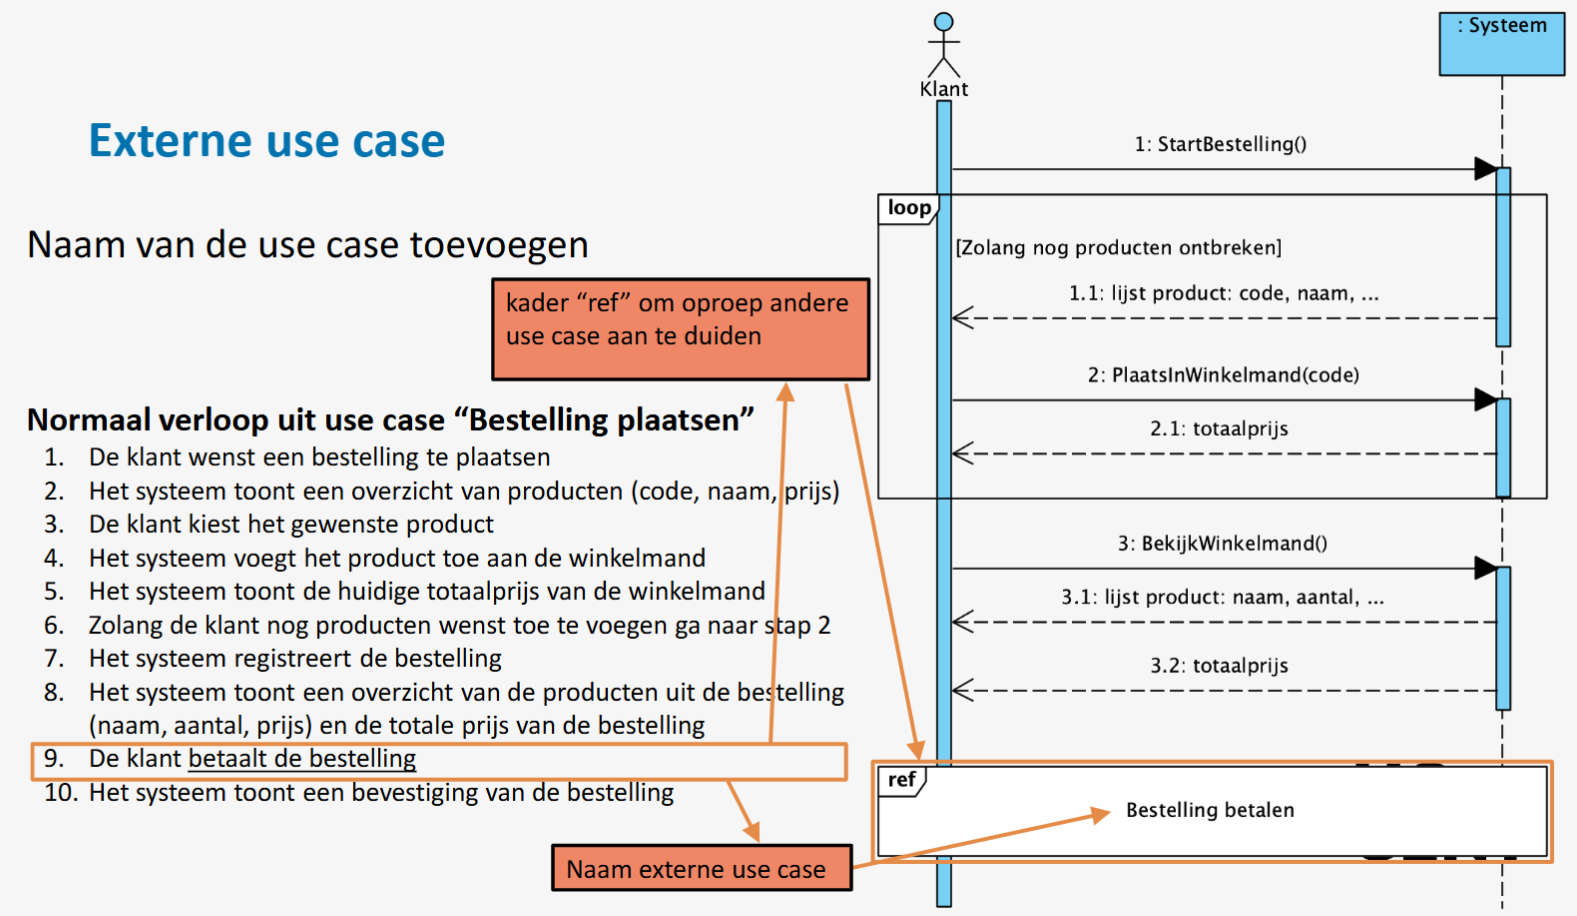 Externe use case
Naam van de use case toevoegen
kader “ref” om oproep andere
use case aan te duiden
Normaal verloop uit use case “Bestelling plaatsen”
1. De klant wenst een bestelling te plaatsen
2. Het systeem toont een overzicht van producten (code, naam, prijs)
3. De klant kiest het gewenste product
4. Het systeem voegt het product toe aan de winkelmand
5. Het systeem toont de huidige totaalprijs van de winkelmand
6. Zolang de klant nog producten wenst toe te voegen ga naar stap 2
7. Het systeem registreert de bestelling
8. Het systeem toont een overzicht van de producten uit de bestelling
(naam, aantal, prijs) en de totale prijs van de bestelling
9. De klant betaalt de bestelling
10. Het systeem toont een bevestiging van de bestelling
Naam externe use case
Klant
: Systeem
1: StartBestelling()
loop
[Zolang nog producten ontbreken]
1.1: lijst product: code, naam, ...
2: PlaatsInWinkelmand(code)
2.1: totaalprijs
3: BekijkWinkelmand()
3.1: lijst product: naam, aantal, ...
3.2: totaalprijs
ref
Bestelling betalen